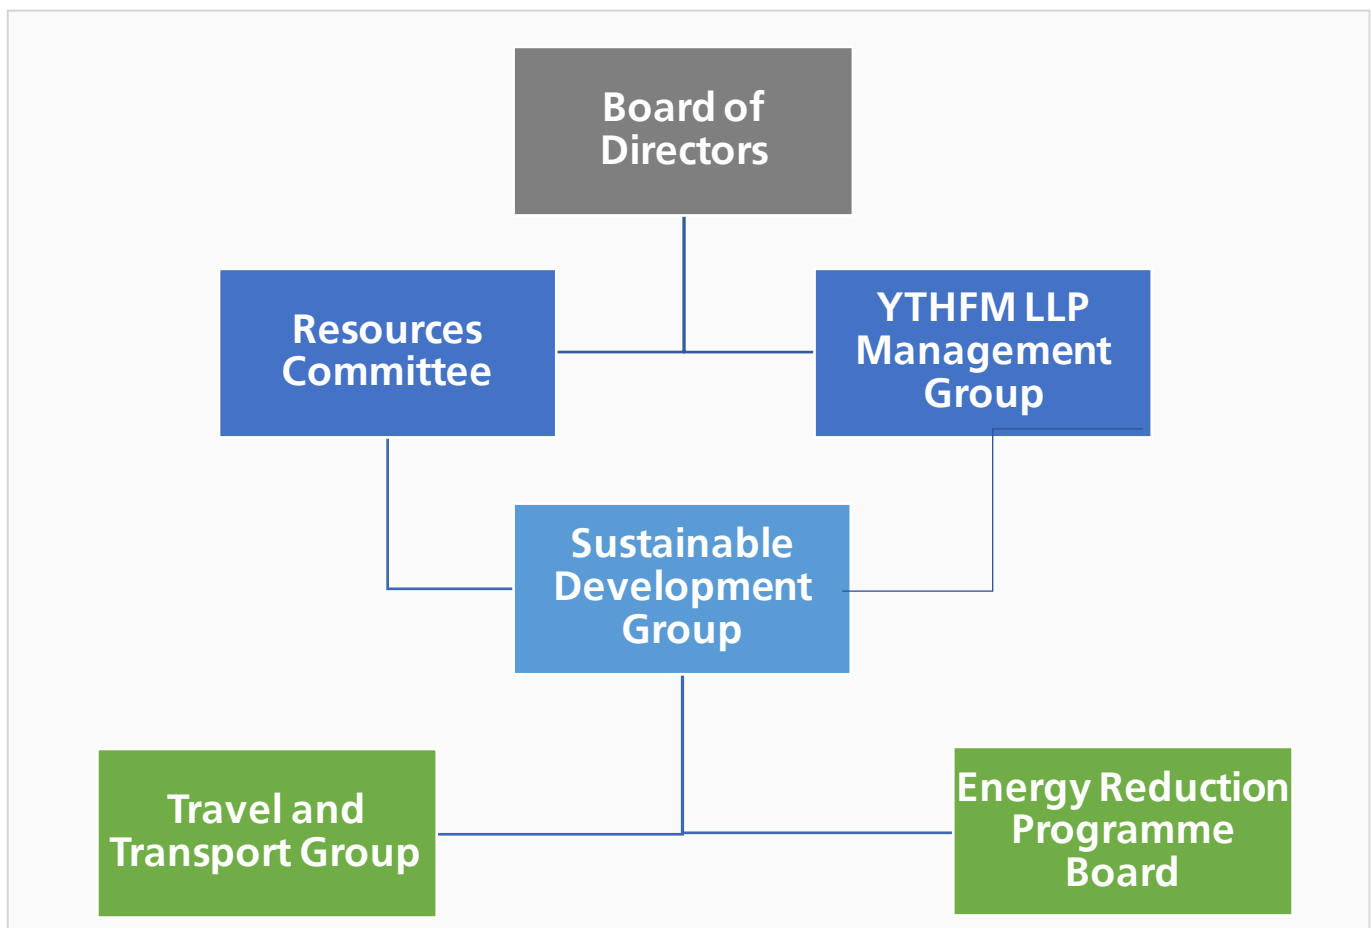 Board of
Directors
Resources
Committee
YTHFM LLP
Management
Group
Sustainable
Development
Group
Travel and
Transport Group
Energy Reduction
Programme
Board